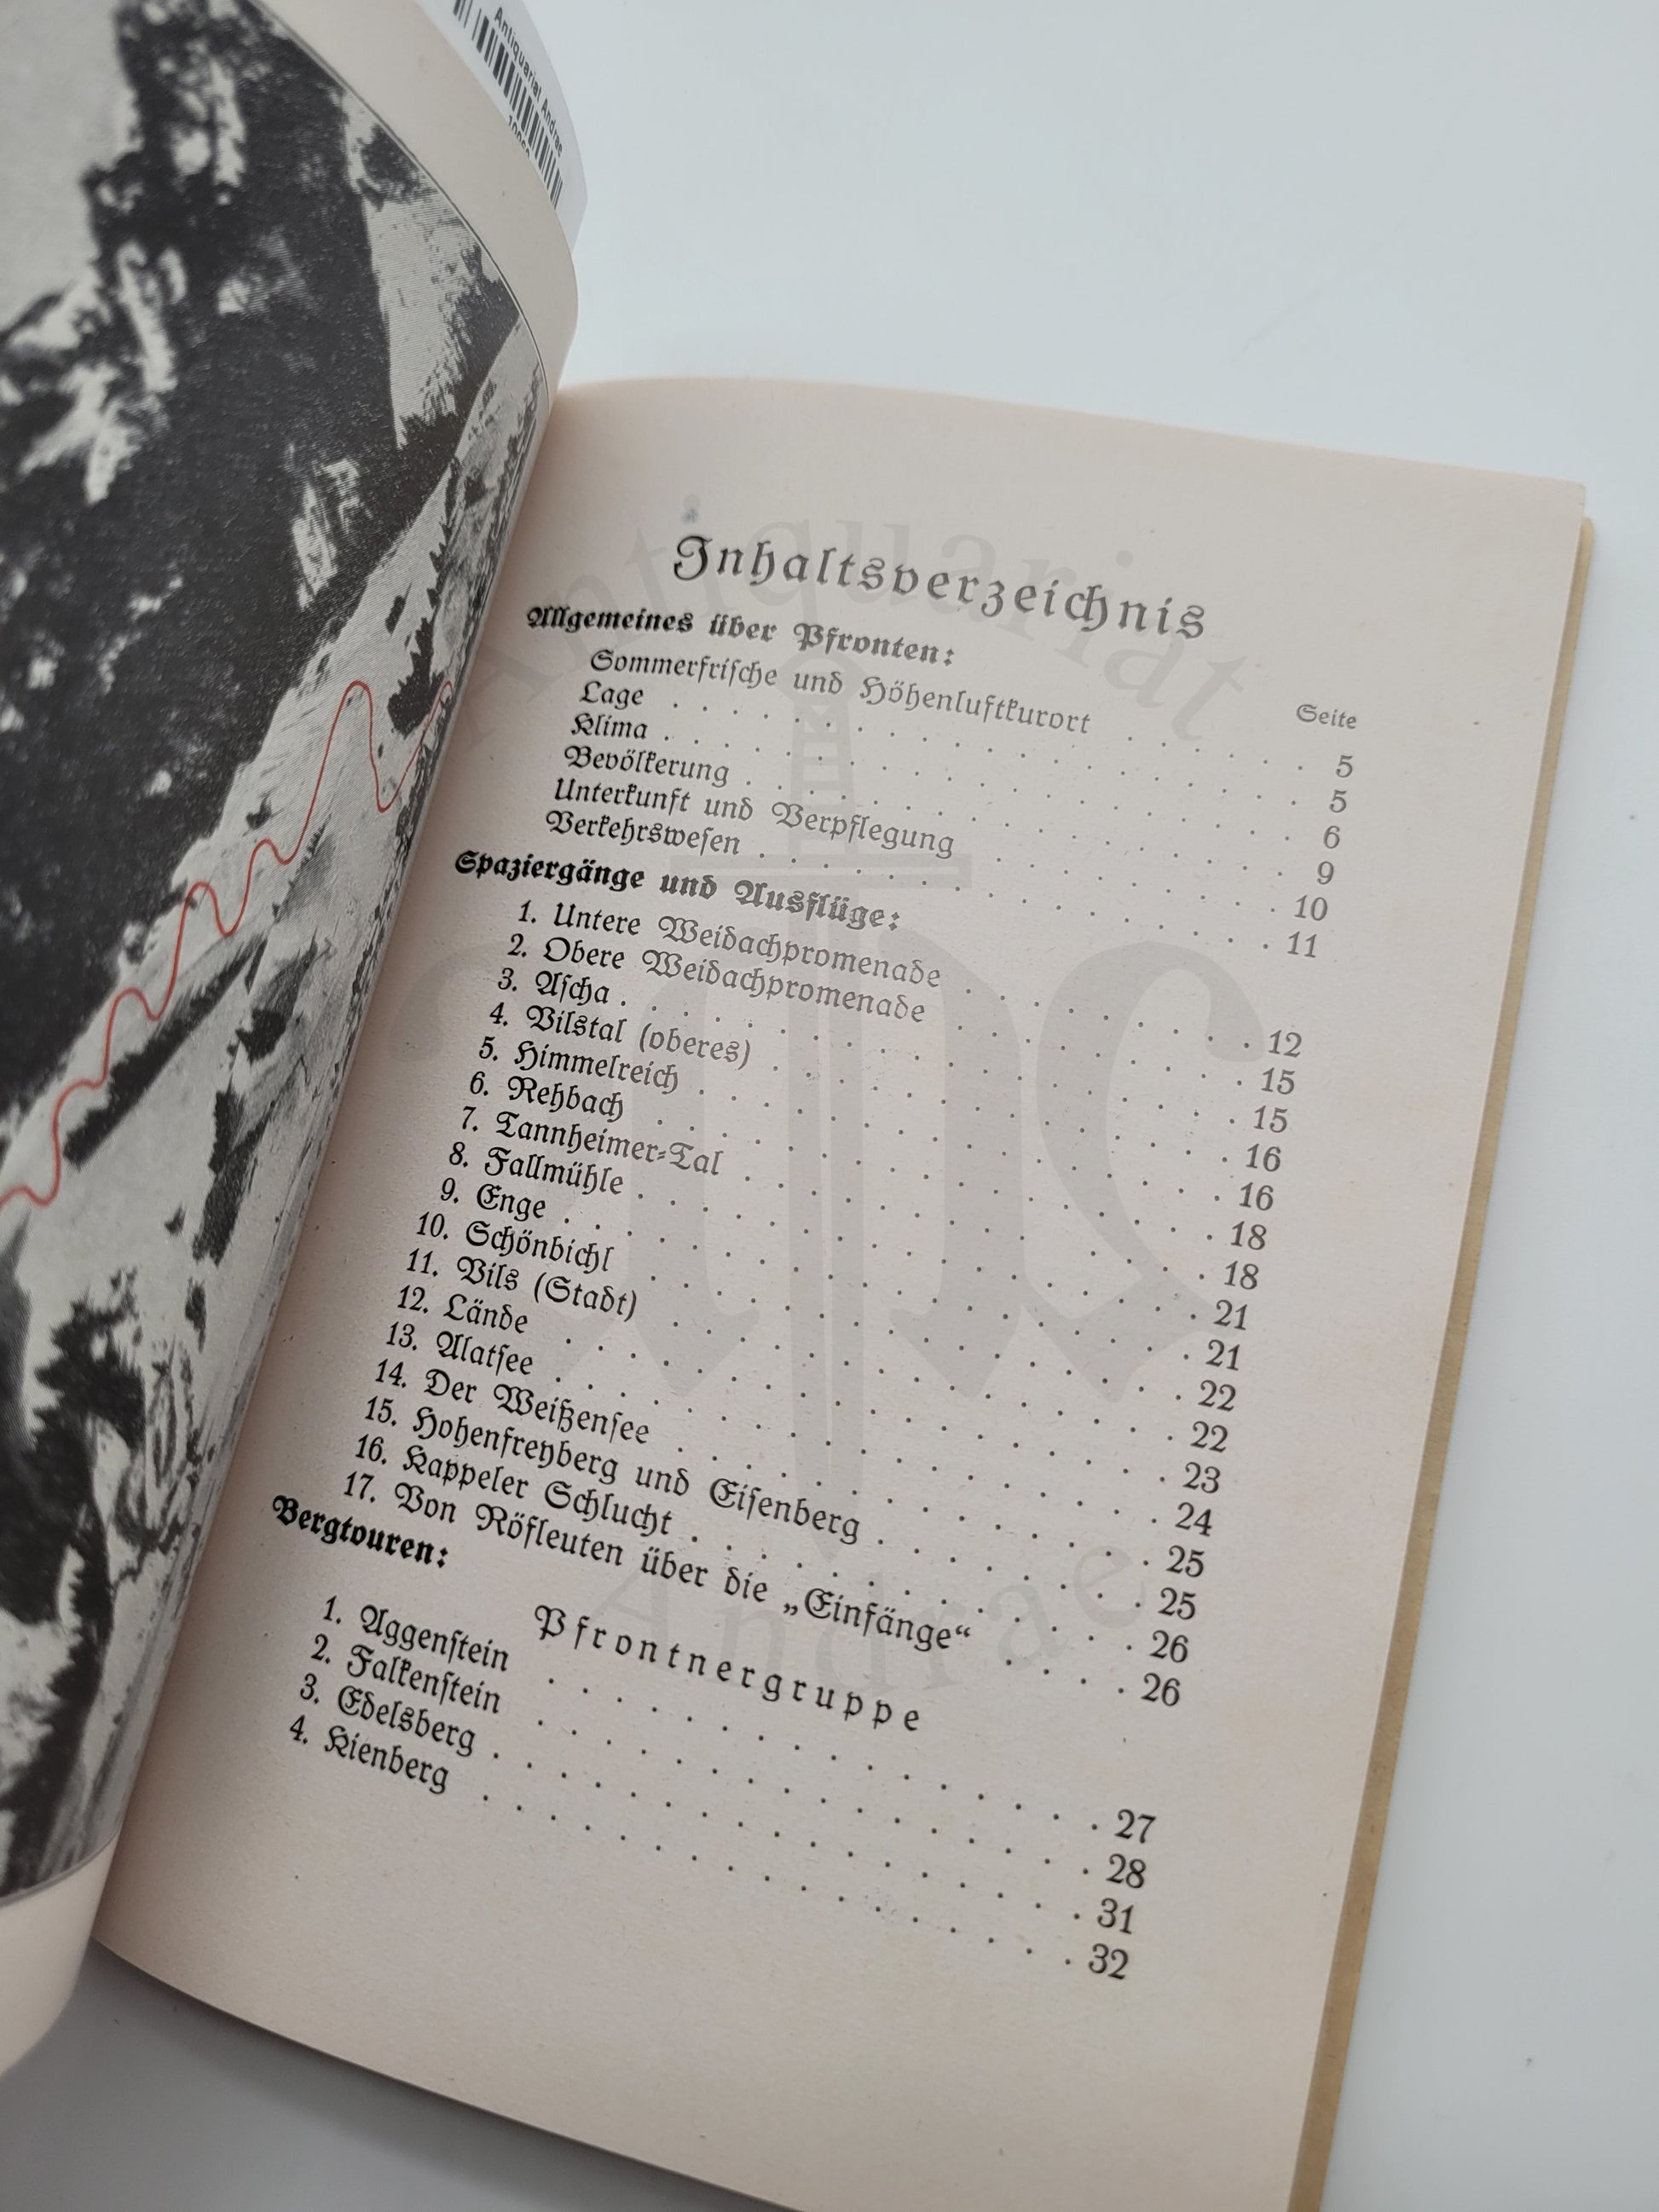 Antiquariat Andrae
Inhaltsverzeichnis
Allgemeines über Pfronten:
Seite
Sommerfrische und Höhenluftkurort . . . . . 5
Lage . . . . . . . . . . . . . . . 5
Klima . . . . . . . . . . . . . . . 6
Bevölkerung . . . . . . . . . . . . . 9
Unterkunft und Verpflegung . . . . . . . . 10
Verkehrswesen . . . . . . . . . . . . 11
Spaziergänge und Ausflüge:
1. Untere Weidachpromenade . . . . . . . 12
2. Obere Weidachpromenade . . . . . . . 15
3. Ascha . . . . . . . . . . . . . . 15
4. Vilstal (oberes) . . . . . . . . . . . 16
5. Himmelreich . . . . . . . . . . . . 16
6. Rehbach . . . . . . . . . . . . . 18
7. Tannheimer-Tal . . . . . . . . . . . 18
8. Fallmühle . . . . . . . . . . . . . 21
9. Enge . . . . . . . . . . . . . . 21
10. Schönbichl . . . . . . . . . . . . 22
11. Vils (Stadt) . . . . . . . . . . . . 22
12. Lände . . . . . . . . . . . . . . 23
13. Alatsee . . . . . . . . . . . . . 24
14. Der Weißensee . . . . . . . . . . . 25
15. Hohenfreyberg und Eisenberg . . . . . . 25
16. Kappeler Schlucht . . . . . . . . . . 26
17. Von Röfleuten über die „Einfänge“ . . . . 26
Bergtouren:
Pfrontnergruppe
1. Aggenstein . . . . . . . . . . . . 27
2. Falkenstein . . . . . . . . . . . . 28
3. Edelsberg . . . . . . . . . . . . . 31
4. Kienberg . . . . . . . . . . . . . 32
Antiquariat
Andrae